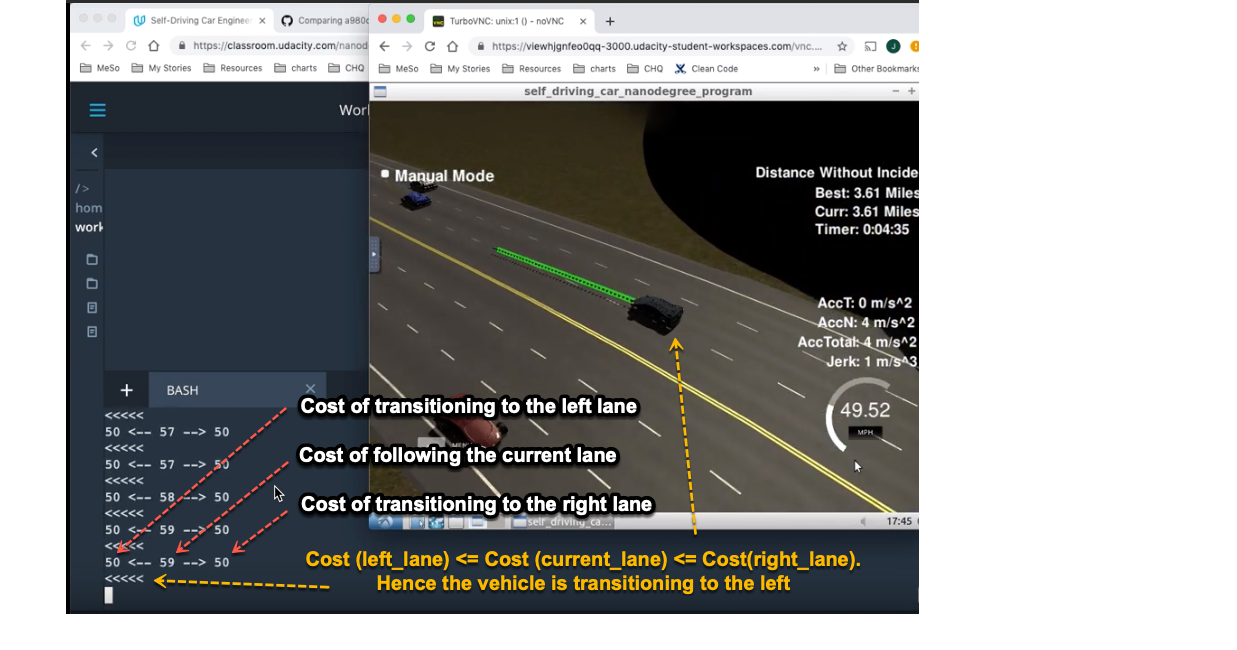 Self-Driving Car Enginee
Comparing a980c
https://classroom.udacity.com/nanod
MeSo My Stories Resources charts CHQ
TurboVNC: unix:1 () - noVNC
https://viewhjgnfeo0qq-3000.udacity-student-workspaces.com/vnc....
J
MeSo My Stories Resources charts CHQ Clean Code » Other Bookmarks
self_driving_car_nanodegree_program
Worl
/>
hom
work
Manual Mode
Distance Without Incide
Best: 3.61 Miles
Curr: 3.61 Miles
Timer: 0:04:35
AccT: 0 m/s^2
AccN: 4 m/s^2
AccTotal: 4 m/s^2
Jerk: 1 m/s^3
49.52
MPH
BASH
<<<<<
50 <-- 57 --> 50
<<<<<
50 <-- 57 --> 50
<<<<<
50 <-- 58 --> 50
<<<<<
50 <-- 59 --> 50
<<<<<
50 <-- 59 --> 50
<<<<<
Cost of transitioning to the left lane
Cost of following the current lane
Cost of transitioning to the right lane
self_driving_ca...
17:45
Cost (left_lane) <= Cost (current_lane) <= Cost(right_lane).
Hence the vehicle is transitioning to the left